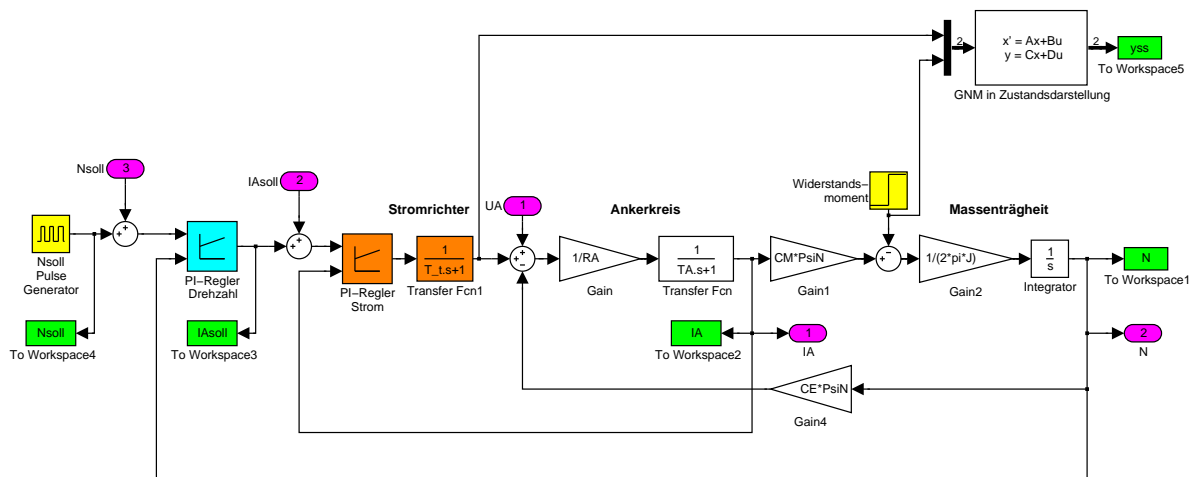 x' = Ax+Bu
y = Cx+Du
2
2
yss
To Workspace5
GNM in Zustandsdarstellung
Nsoll
3
IAsoll
2
Widerstands−
moment
Stromrichter
UA
1
Ankerkreis
Massenträgheit
Nsoll
Pulse
Generator
+
+
PI−Regler
Drehzahl
+
+
PI−Regler
Strom
1
T_t.s+1
Transfer Fcn1
+
+
−
1/RA
Gain
1
TA.s+1
Transfer Fcn
CM*PsiN
Gain1
−
+
1/(2*pi*J)
Gain2
1
s
Integrator
N
To Workspace1
Nsoll
To Workspace4
IAsoll
To Workspace3
IA
To Workspace2
1
IA
2
N
CE*PsiN
Gain4